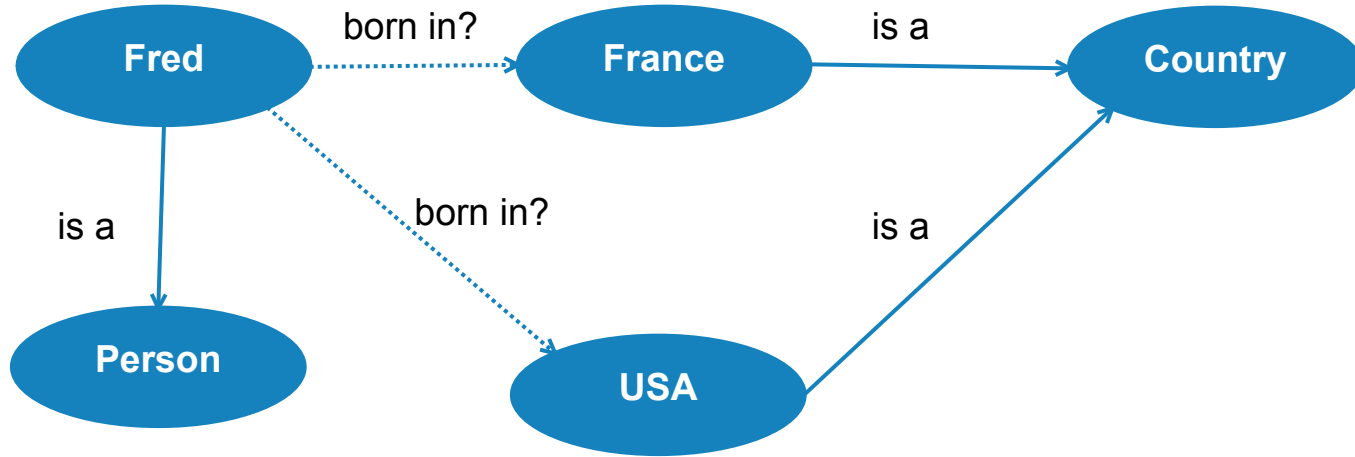 born in?
is a
Fred
France
Country
is a
born in?
is a
Person
USA